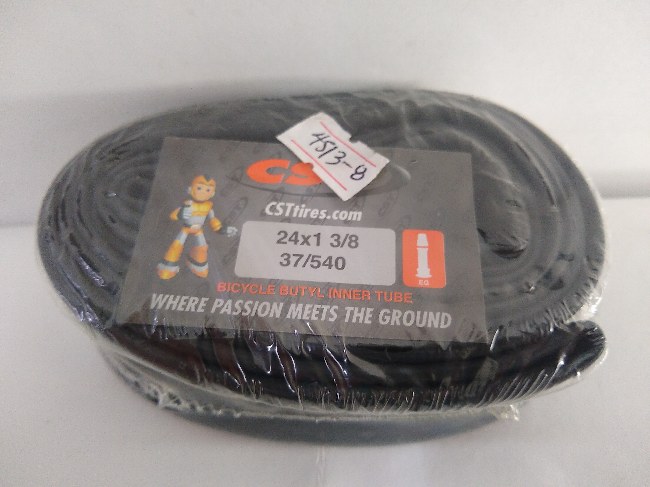 4513-8
CS
CSTtires.com
24x1 3/8
37/540
E.Q.
BICYCLE BUTYL INNER TUBE
WHERE PASSION MEETS THE GROUND